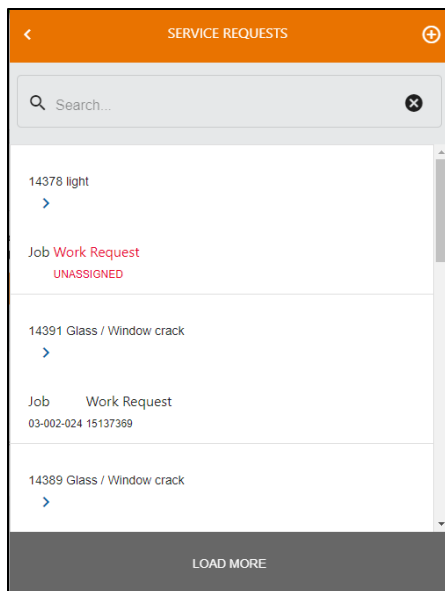 SERVICE REQUESTS
Search...
14378 light
Job Work Request
UNASSIGNED
14391 Glass / Window crack
Job Work Request
03-002-024 15137369
14389 Glass / Window crack
LOAD MORE